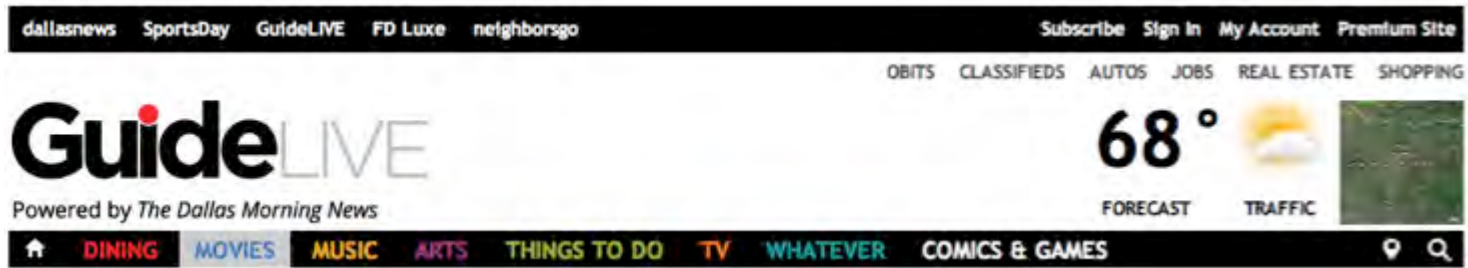 dallasnews SportsDay GuideLIVE FD Luxe neighborsgo Subscribe Sign In My Account Premium Site
OBITS CLASSIFIEDS AUTOS JOBS REAL ESTATE SHOPPING
GuideLIVE
68°
Powered by The Dallas Morning News
FORECAST TRAFFIC
DINING MOVIES MUSIC ARTS THINGS TO DO TV WHATEVER COMICS & GAMES